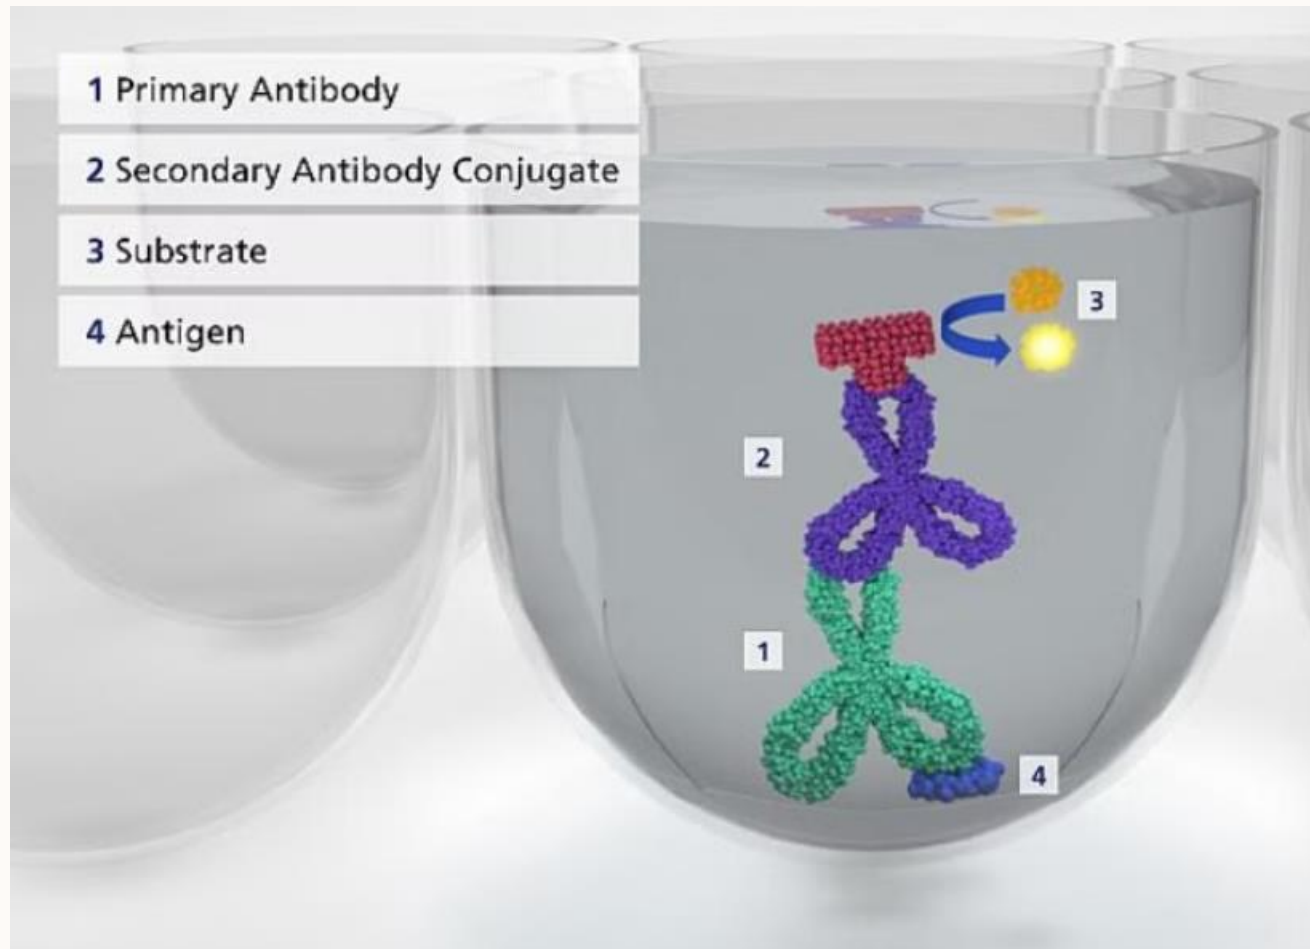 1 Primary Antibody
2 Secondary Antibody Conjugate
3 Substrate
4 Antigen
3
2
1
4